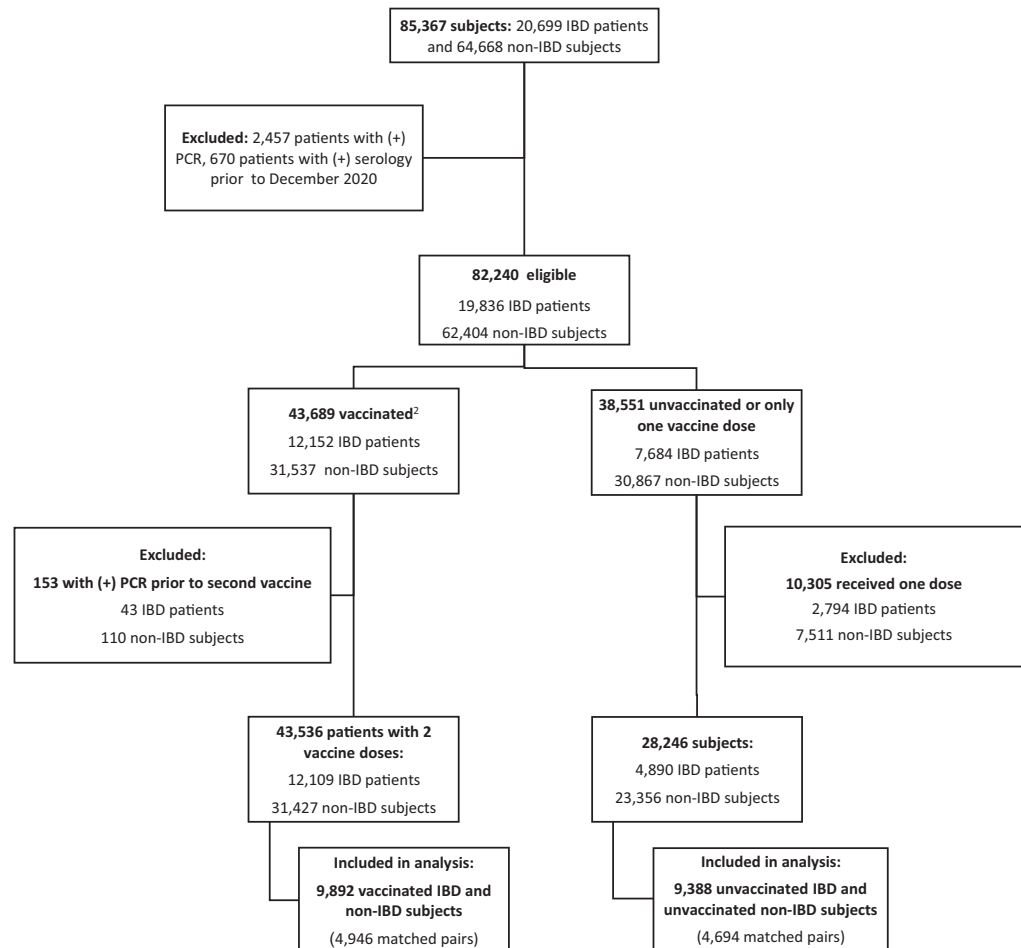 85,367 subjects: 20,699 IBD patients
and 64,668 non-IBD subjects
Excluded: 2,457 patients with (+)
PCR, 670 patients with (+) serology
prior to December 2020
82,240 eligible
19,836 IBD patients
62,404 non-IBD subjects
43,689 vaccinated2
12,152 IBD patients
31,537 non-IBD subjects
38,551 unvaccinated or only
one vaccine dose
7,684 IBD patients
30,867 non-IBD subjects
Excluded:
153 with (+) PCR prior to second vaccine
43 IBD patients
110 non-IBD subjects
Excluded:
10,305 received one dose
2,794 IBD patients
7,511 non-IBD subjects
43,536 patients with 2
vaccine doses:
12,109 IBD patients
31,427 non-IBD subjects
28,246 subjects:
4,890 IBD patients
23,356 non-IBD subjects
Included in analysis:
9,892 vaccinated IBD and
non-IBD subjects
(4,946 matched pairs)
Included in analysis:
9,388 unvaccinated IBD and
unvaccinated non-IBD subjects
(4,694 matched pairs)